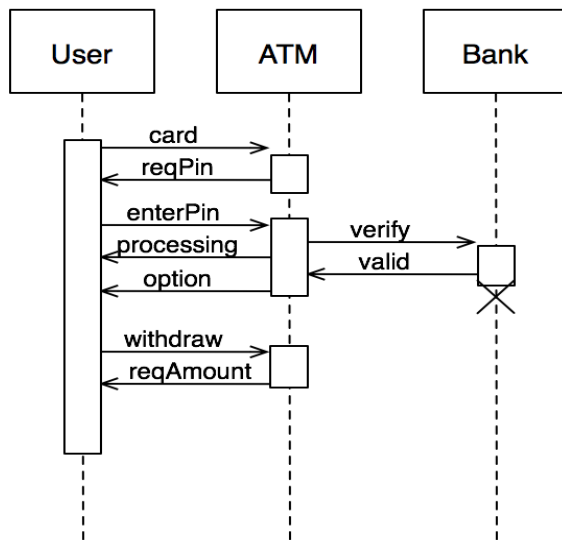 User
ATM
Bank
card
reqPin
enterPin
verify
processing
valid
option
withdraw
reqAmount